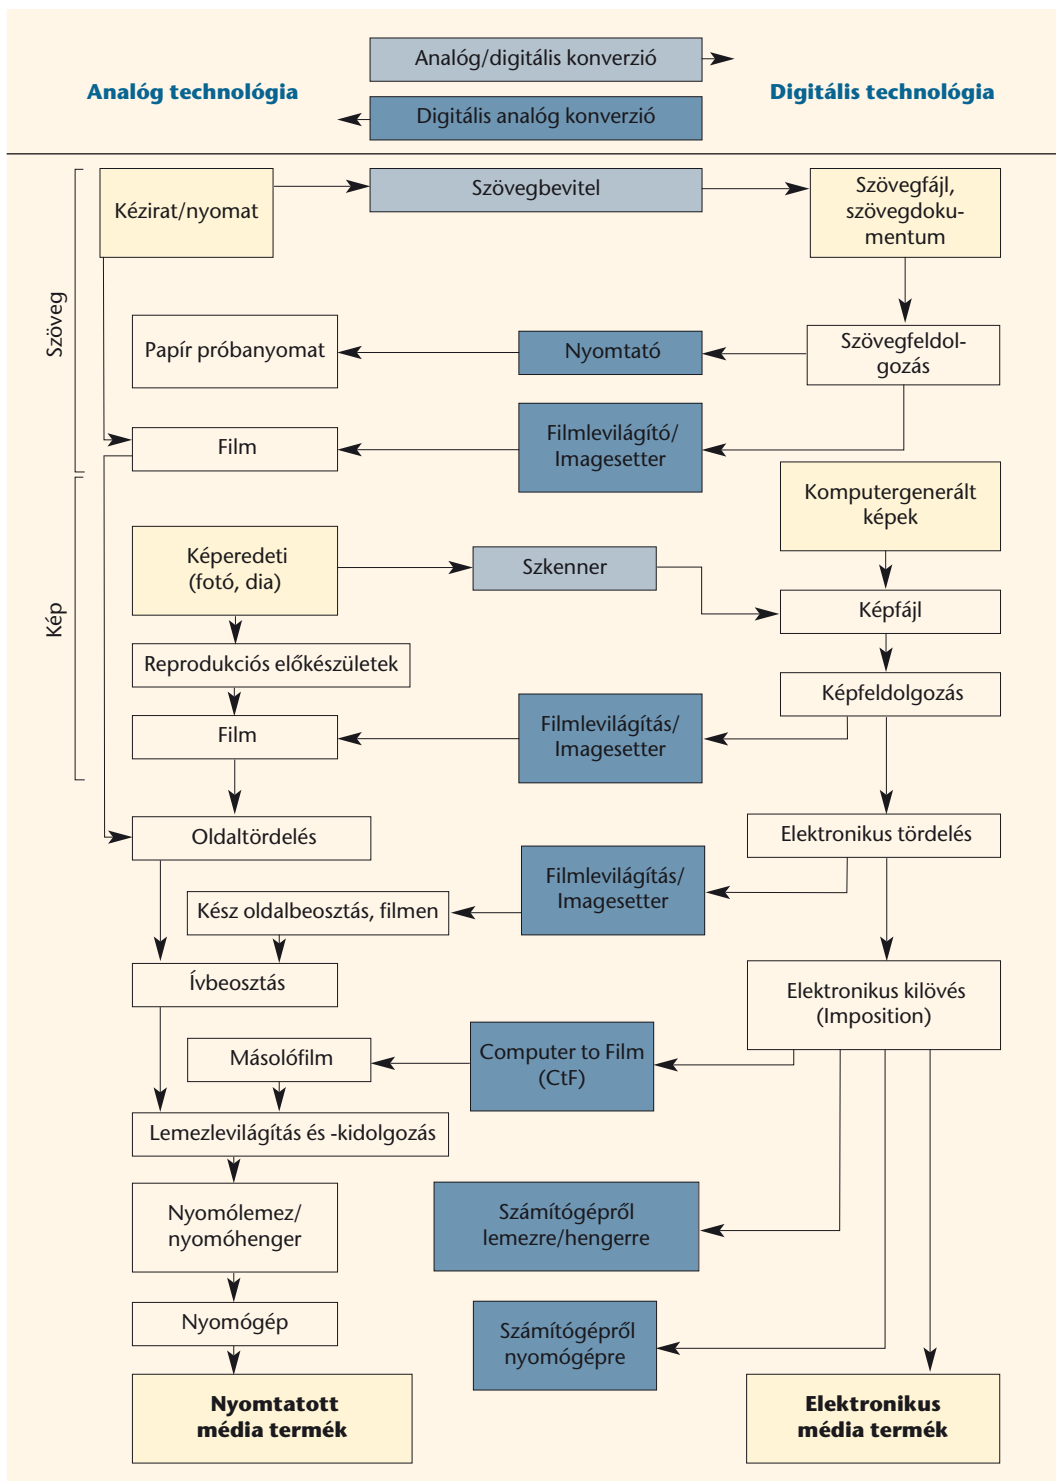 Analóg/digitális konverzió
Analóg technológia
Digitális technológia
Digitális analóg konverzió
Szöveg
Kézirat/nyomat
Szövegbevitel
Szövegfájl,
szövegdoku-
mentum
Papír próbanyomat
Nyomtató
Szövegfeldol-
gozás
Film
Filmlevilágító/
Imagesetter
Kép
Komputergenerált
képek
Képeredeti
(fotó, dia)
Szkenner
Képfájl
Reprodukciós előkészületek
Képfeldolgozás
Film
Filmlevilágítás/
Imagesetter
Oldaltördelés
Elektronikus tördelés
Filmlevilágítás/
Imagesetter
Kész oldalbeosztás, filmen
Ívbeosztás
Elektronikus kilövés
(Imposition)
Másolófilm
Computer to Film
(CtF)
Lemezlevilágítás és -kidolgozás
Nyomólemez/
nyomóhenger
Számítógépről
lemezre/hengerre
Nyomógép
Számítógépről
nyomógépre
Nyomtatott
média termék
Elektronikus
média termék